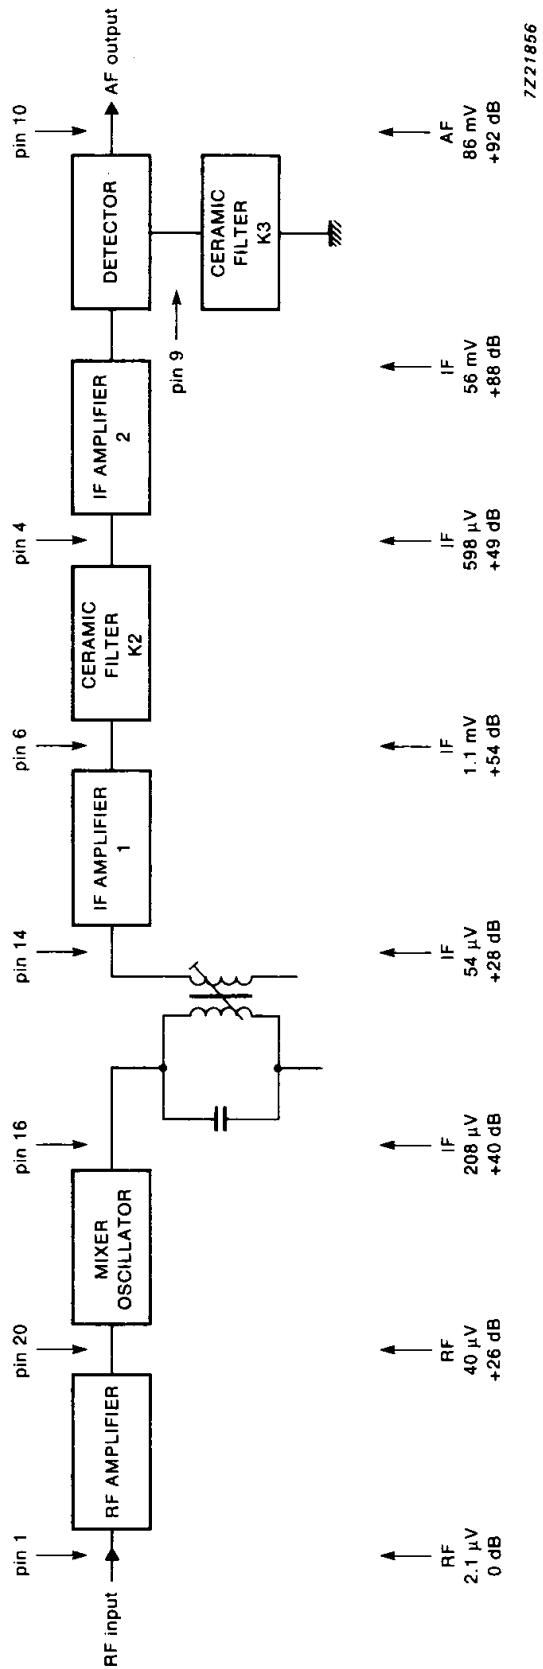 RF input
pin 1
RF AMPLIFIER
pin 20
MIXER
OSCILLATOR
pin 16
pin 14
IF AMPLIFIER
1
pin 6
CERAMIC
FILTER
K2
pin 4
IF AMPLIFIER
2
DETECTOR
pin 10
AF output
pin 9
CERAMIC
FILTER
K3
RF
2.1 µV
0 dB
RF
40 µV
+26 dB
IF
208 µV
+40 dB
IF
54 µV
+28 dB
IF
1.1 mV
+54 dB
IF
598 µV
+49 dB
IF
56 mV
+88 dB
AF
86 mV
+92 dB
7Z21856